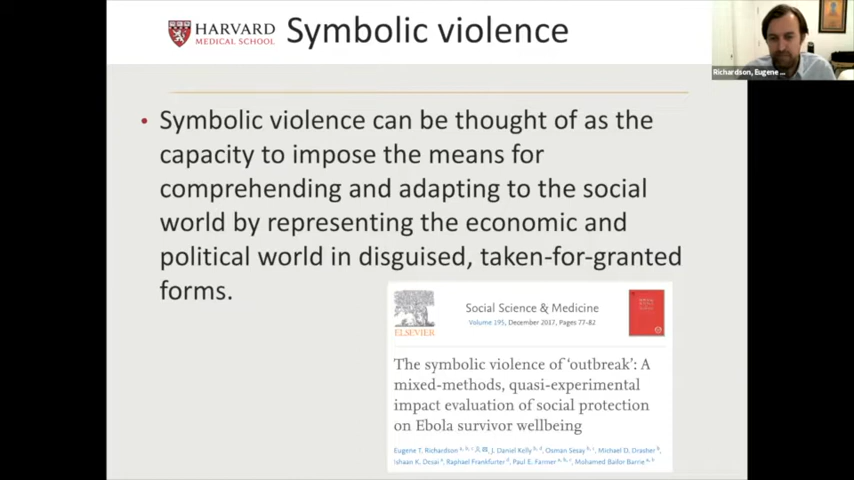 HARVARD
MEDICAL SCHOOL
Symbolic violence
Richardson, Eugene ...
• Symbolic violence can be thought of as the
capacity to impose the means for
comprehending and adapting to the social
world by representing the economic and
political world in disguised, taken-for-granted
forms.
ELSEVIER
Social Science & Medicine
Volume 195, December 2017, Pages 77-82
The symbolic violence of ‘outbreak’: A
mixed-methods, quasi-experimental
impact evaluation of social protection
on Ebola survivor wellbeing
Eugene T. Richardson, J. Daniel Kelly, Osman Sesay, Michael D. Drasher,
Ishaan K. Desai, Raphael Frankfurter, Paul E. Farmer, Mohamed Bailor Barrie